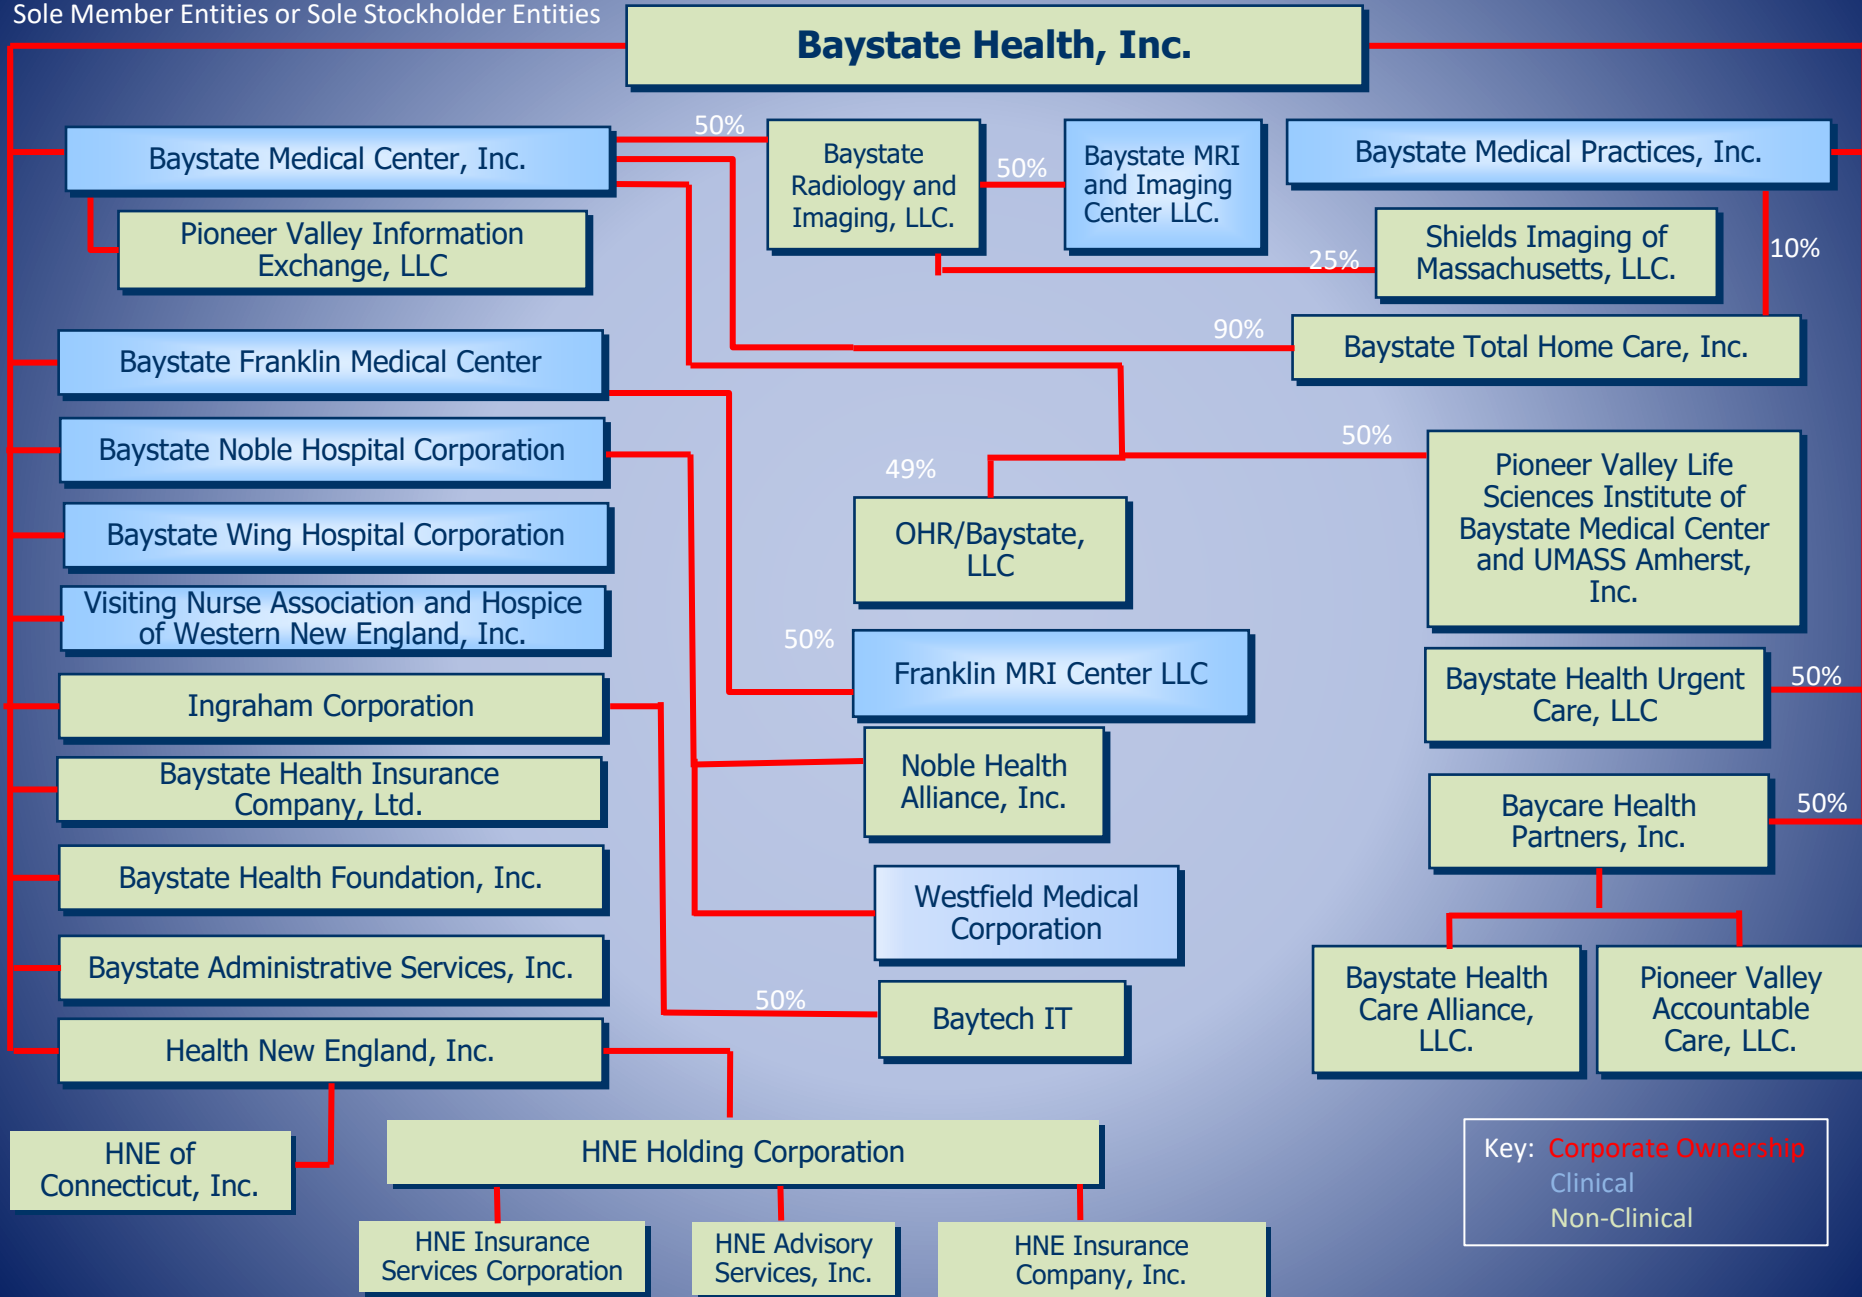 Sole Member Entities or Sole Stockholder Entities
Baystate Health, Inc.
Baystate Medical Center, Inc.
50%
Baystate
Radiology and
Imaging, LLC.
50%
Baystate MRI
and Imaging
Center LLC.
Baystate Medical Practices, Inc.
Pioneer Valley Information
Exchange, LLC
25%
Shields Imaging of
Massachusetts, LLC.
10%
90%
Baystate Total Home Care, Inc.
Baystate Franklin Medical Center
Baystate Noble Hospital Corporation
49%
50%
Pioneer Valley Life
Sciences Institute of
Baystate Medical Center
and UMASS Amherst,
Inc.
Baystate Wing Hospital Corporation
OHR/Baystate,
LLC
Visiting Nurse Association and Hospice
of Western New England, Inc.
50%
Franklin MRI Center LLC
Baystate Health Urgent
Care, LLC
50%
Ingraham Corporation
Noble Health
Alliance, Inc.
Baystate Health Insurance
Company, Ltd.
Baycare Health
Partners, Inc.
50%
Baystate Health Foundation, Inc.
Westfield Medical
Corporation
Baystate Administrative Services, Inc.
50%
Baytech IT
Baystate Health
Care Alliance,
LLC.
Pioneer Valley
Accountable
Care, LLC.
Health New England, Inc.
HNE of
Connecticut, Inc.
HNE Holding Corporation
HNE Insurance
Services Corporation
HNE Advisory
Services, Inc.
HNE Insurance
Company, Inc.
Key: Corporate Ownership
Clinical
Non-Clinical